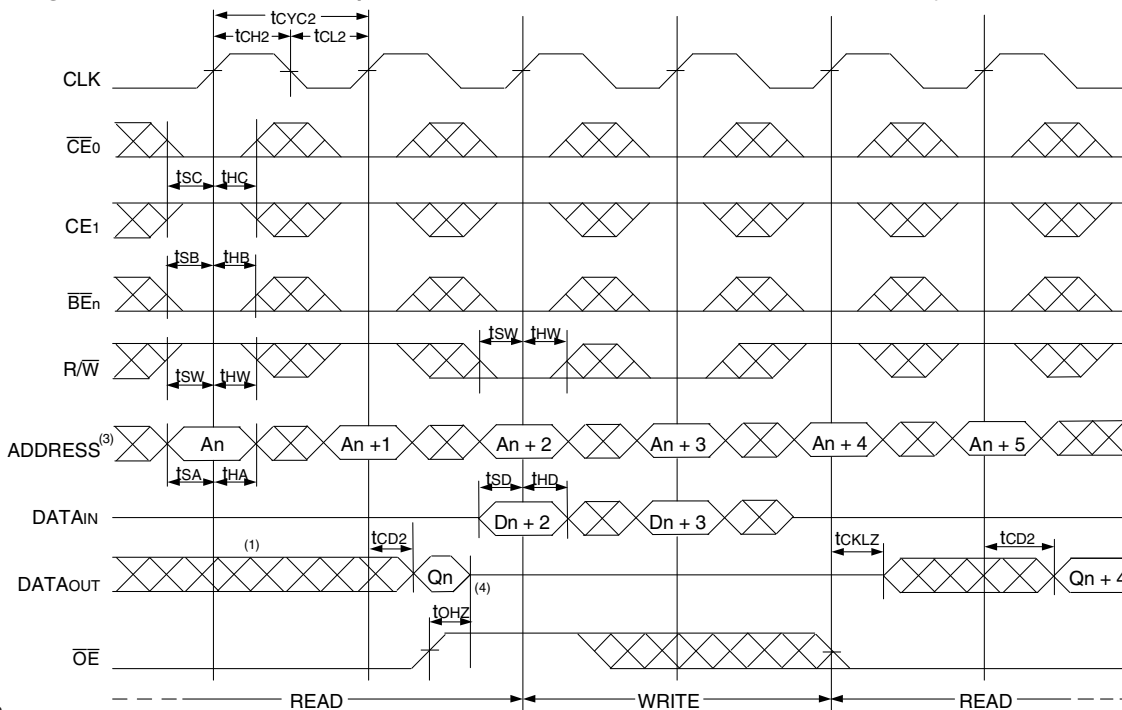 tCYC2
tCH2 tCL2
CLK
CE0
tSC tHC
CE1
tSB tHB
BEn
tSW tHW
R/W
tSW tHW
ADDRESS(3) An An +1 An + 2 An + 3 An + 4 An + 5
tSA tHA
tSD tHD
DATAIN Dn + 2 Dn + 3
tCD2 tCKLZ tCD2
(1)
DATAOUT Qn Qn + 4
(4)
tOHZ
OE
READ WRITE READ